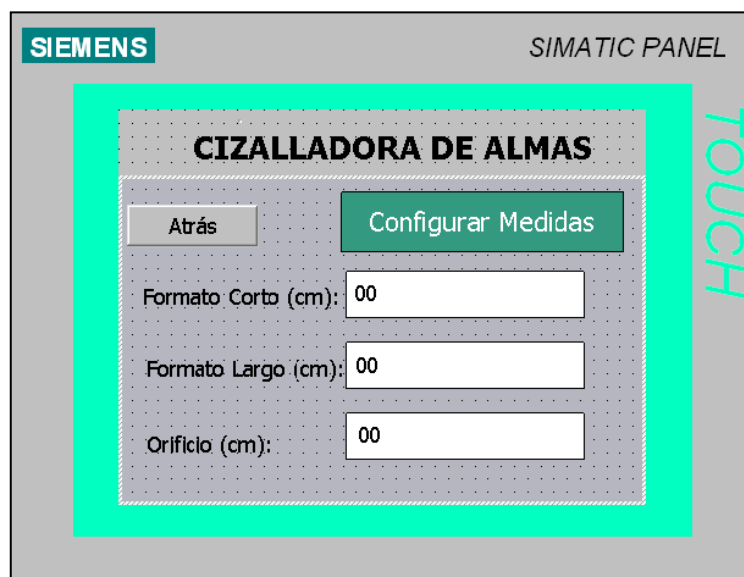 SIEMENS
SIMATIC PANEL
TOUCH
CIZALLADORA DE ALMAS
Atrás
Configurar Medidas
Formato Corto (cm): 00
Formato Largo (cm): 00
Orificio (cm): 00